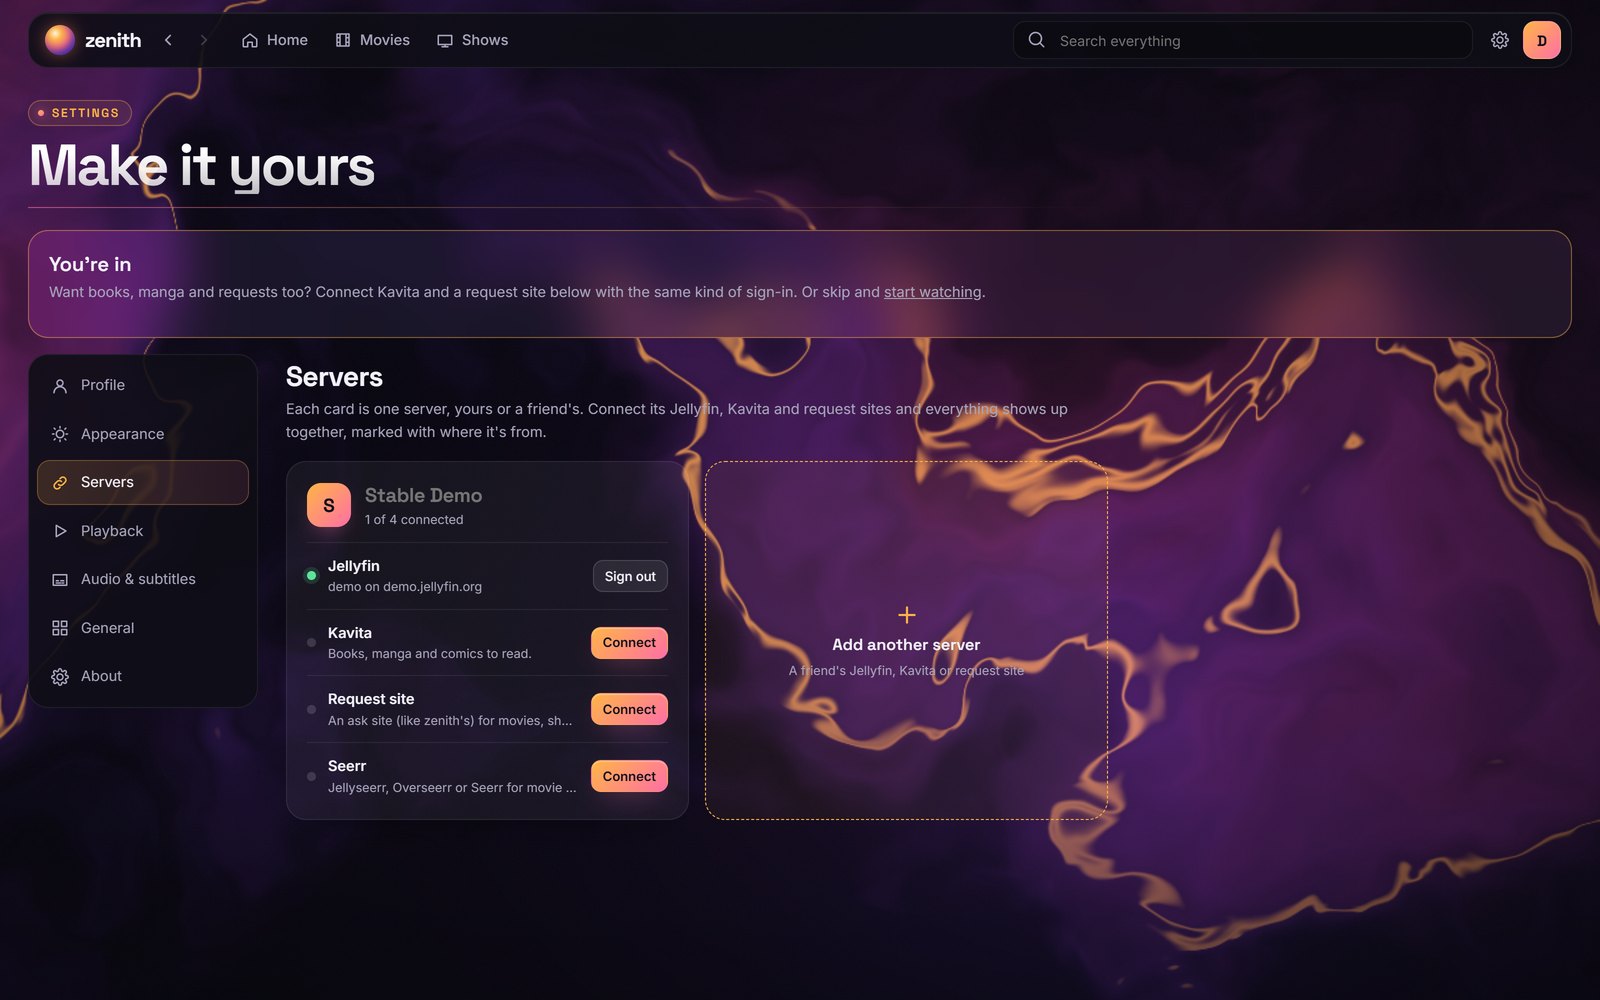 zenith
Home
Movies
Shows
Search everything
D
SETTINGS
Make it yours
You're in
Want books, manga and requests too? Connect Kavita and a request site below with the same kind of sign-in. Or skip and start watching.
Profile
Appearance
Servers
Playback
Audio & subtitles
General
About
Servers
Each card is one server, yours or a friend's. Connect its Jellyfin, Kavita and request sites and everything shows up
together, marked with where it's from.
S
Stable Demo
1 of 4 connected
Jellyfin
demo on demo.jellyfin.org
Sign out
Kavita
Books, manga and comics to read.
Connect
Request site
An ask site (like zenith's) for movies, sh...
Connect
Seerr
Jellyseerr, Overseerr or Seerr for movie ...
Connect
Add another server
A friend's Jellyfin, Kavita or request site